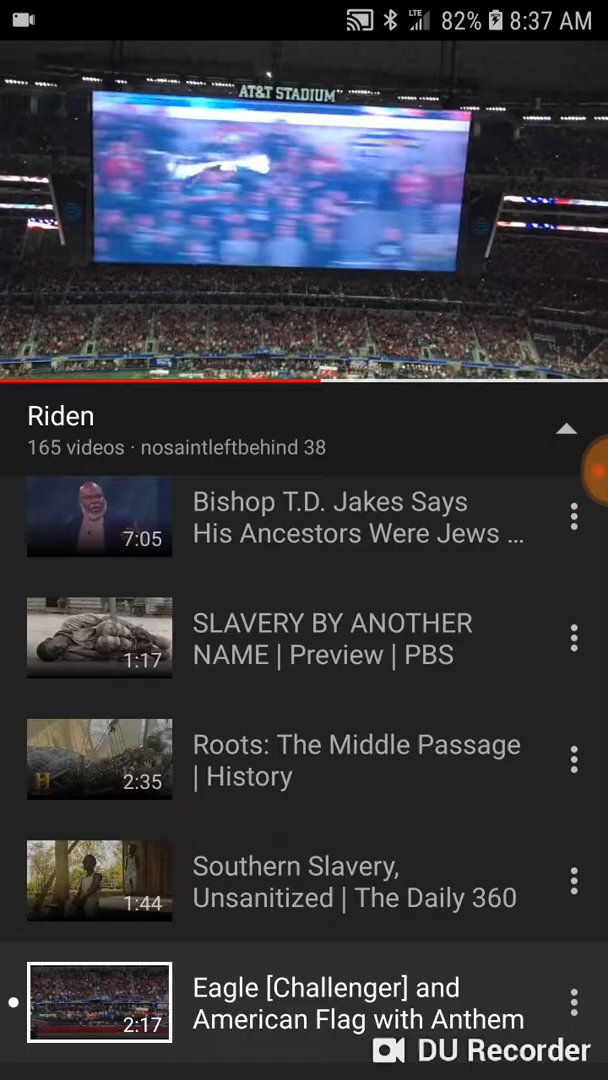 LTE 82% 8:37 AM
AT&T STADIUM
Riden
165 videos · nosaintleftbehind 38
Bishop T.D. Jakes Says
His Ancestors Were Jews ...
7:05
SLAVERY BY ANOTHER
NAME | Preview | PBS
1:17
Roots: The Middle Passage
| History
H
2:35
Southern Slavery,
Unsanitized | The Daily 360
1:44
Eagle [Challenger] and
American Flag with Anthem
2:17
DU Recorder